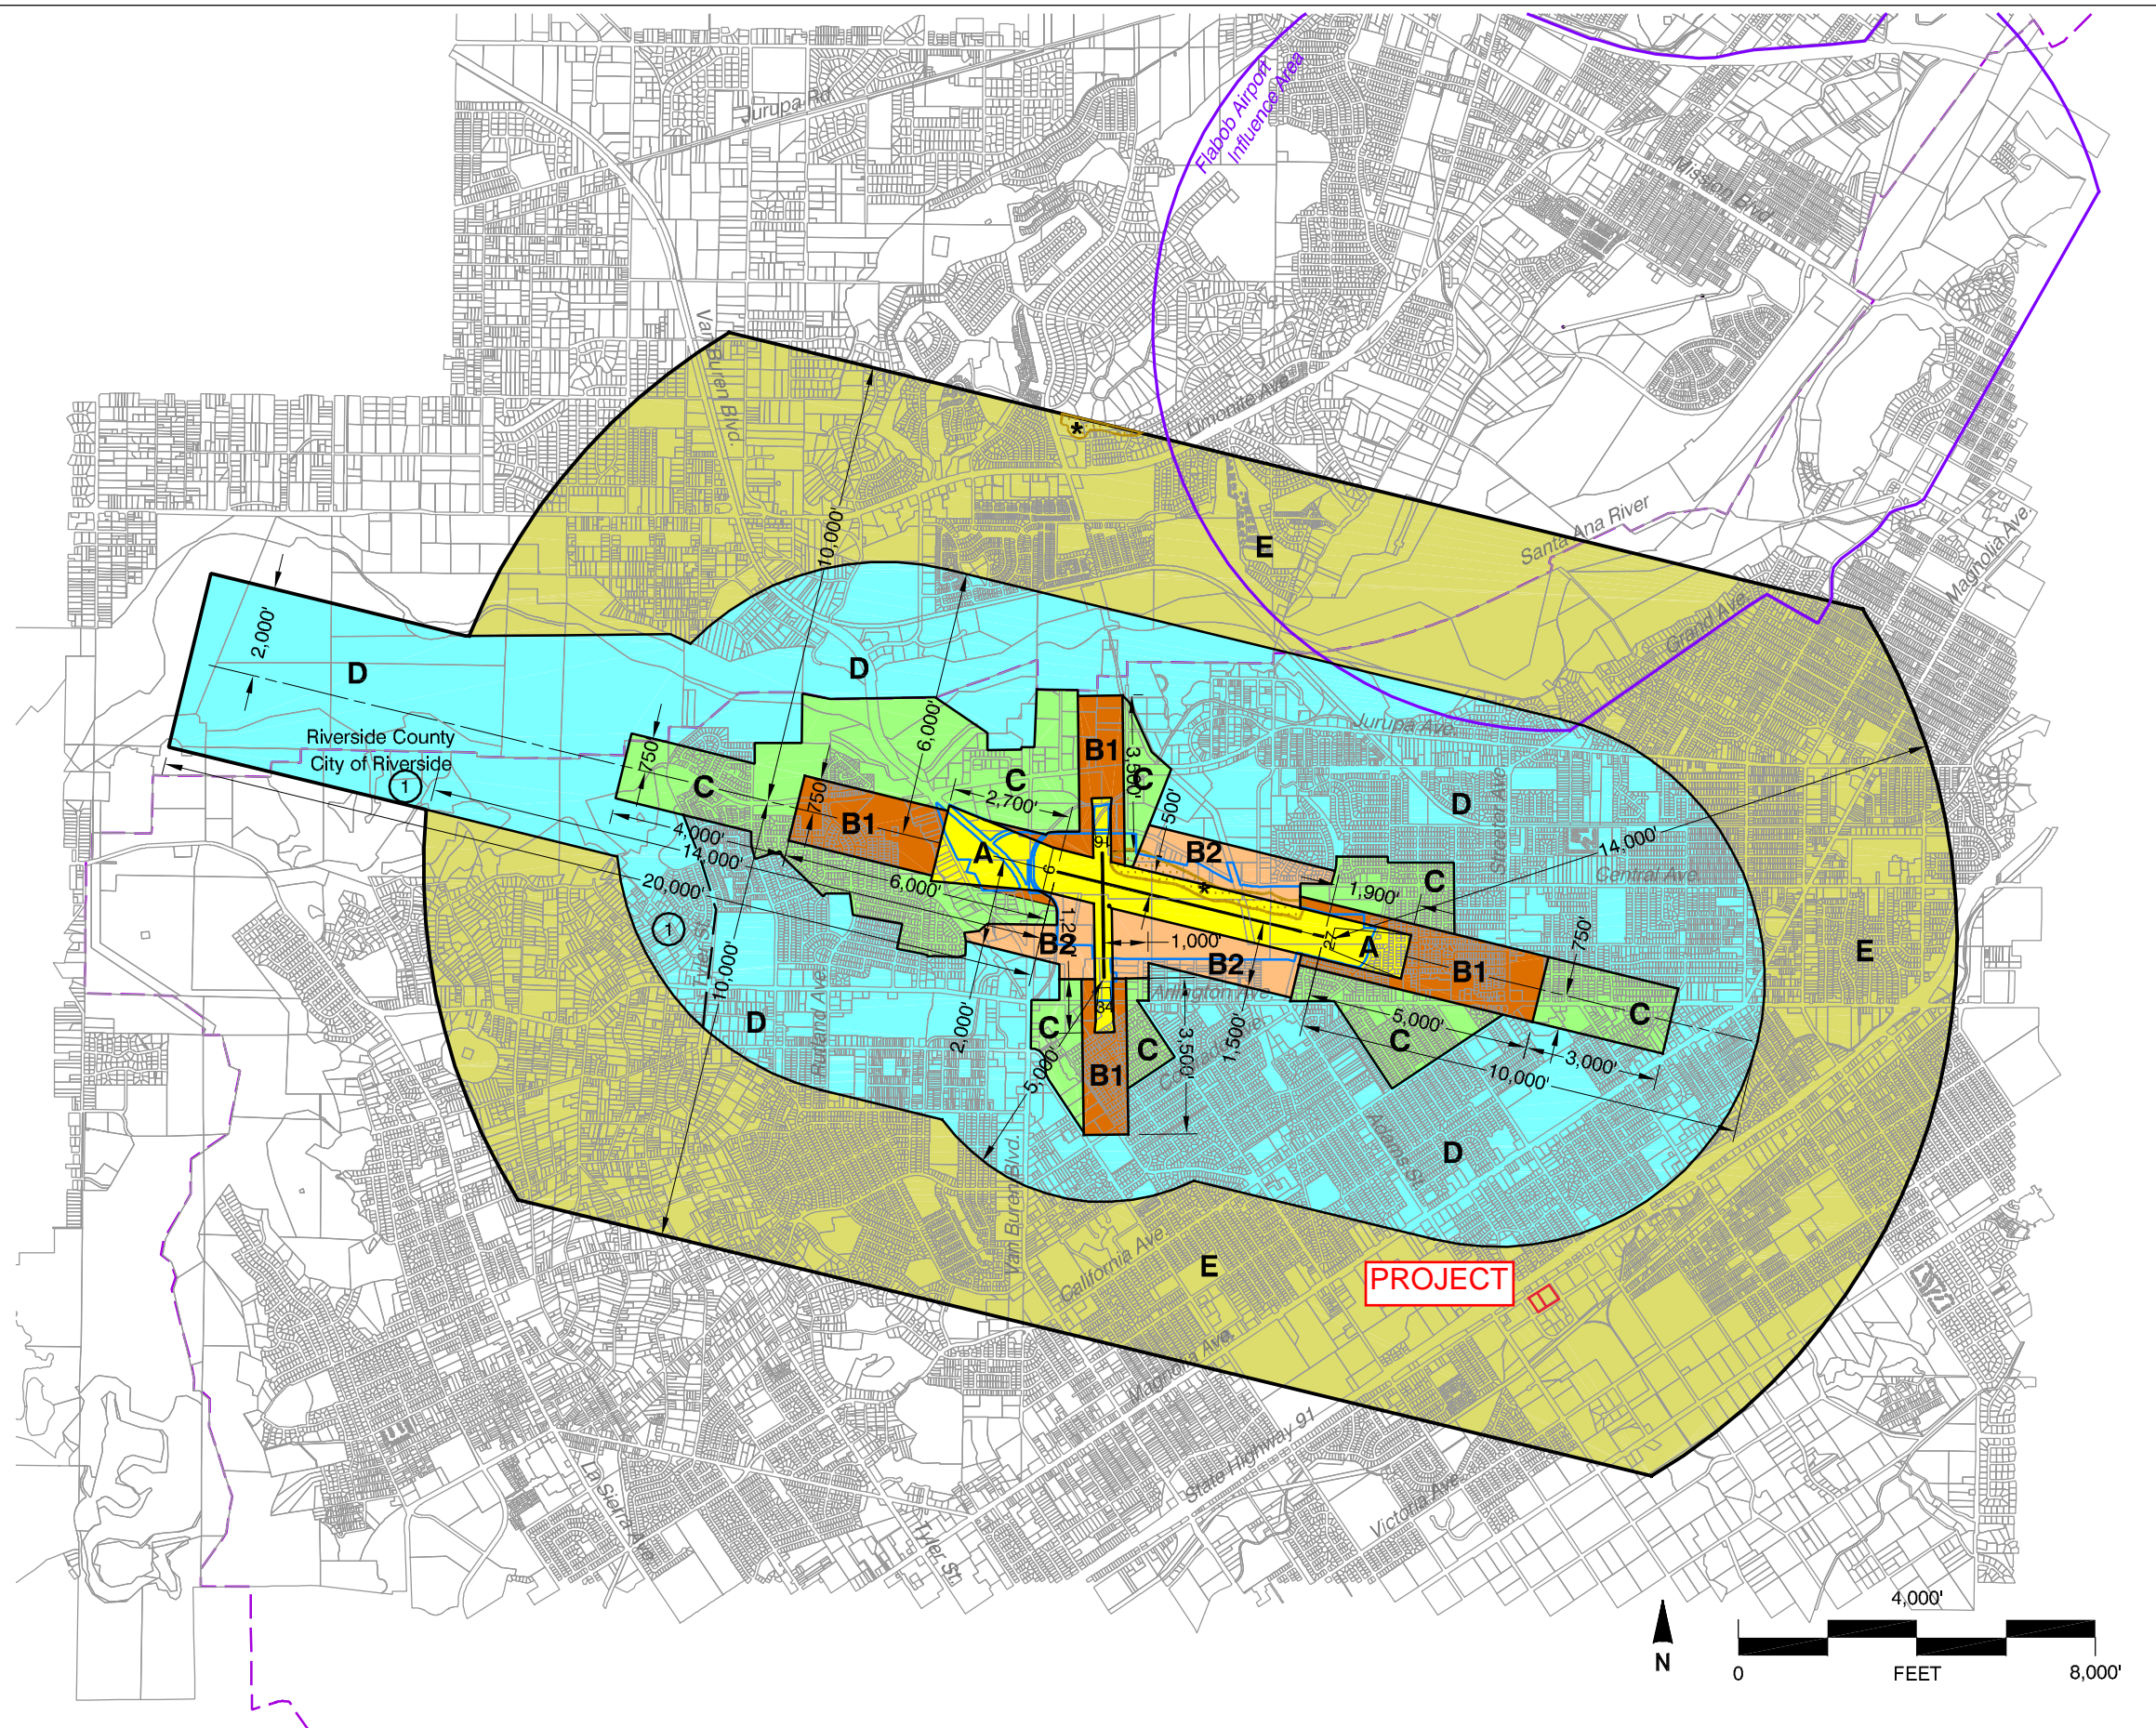 Jurupa Rd
Flabob Airport
Influence Area
Mission Blvd
Van Buren Blvd.
*
Limonite Ave.
10,000'
E
Santa Ana River
Magnolia Ave.
2,000'
D
D
6,000'
Grand Ave.
Riverside County
City of Riverside
1
750'
C
B1
3,500'
C
C
Jurupa Ave.
D
2,700'
500'
750'
B1
4,000'
14,000'
A
16
B2
Streeter Ave.
14,000'
Central Ave.
20,000'
6,000'
9
*
1,900'
C
1
Tyler St.
10,000'
B2
1,000'
27
A
B2
B1
750'
E
Rutland Ave.
D
2,000'
Arlington Ave.
34
C
C
3,500'
1,500'
5,000'
C
C
3,000'
10,000'
5,000'
B1
Adams St.
D
Van Buren Blvd.
California Ave.
E
PROJECT
Magnolia Ave.
State Highway 91
Victoria Ave.
La Sierra Ave.
Tyler St.
N
4,000'
0
FEET
8,000'